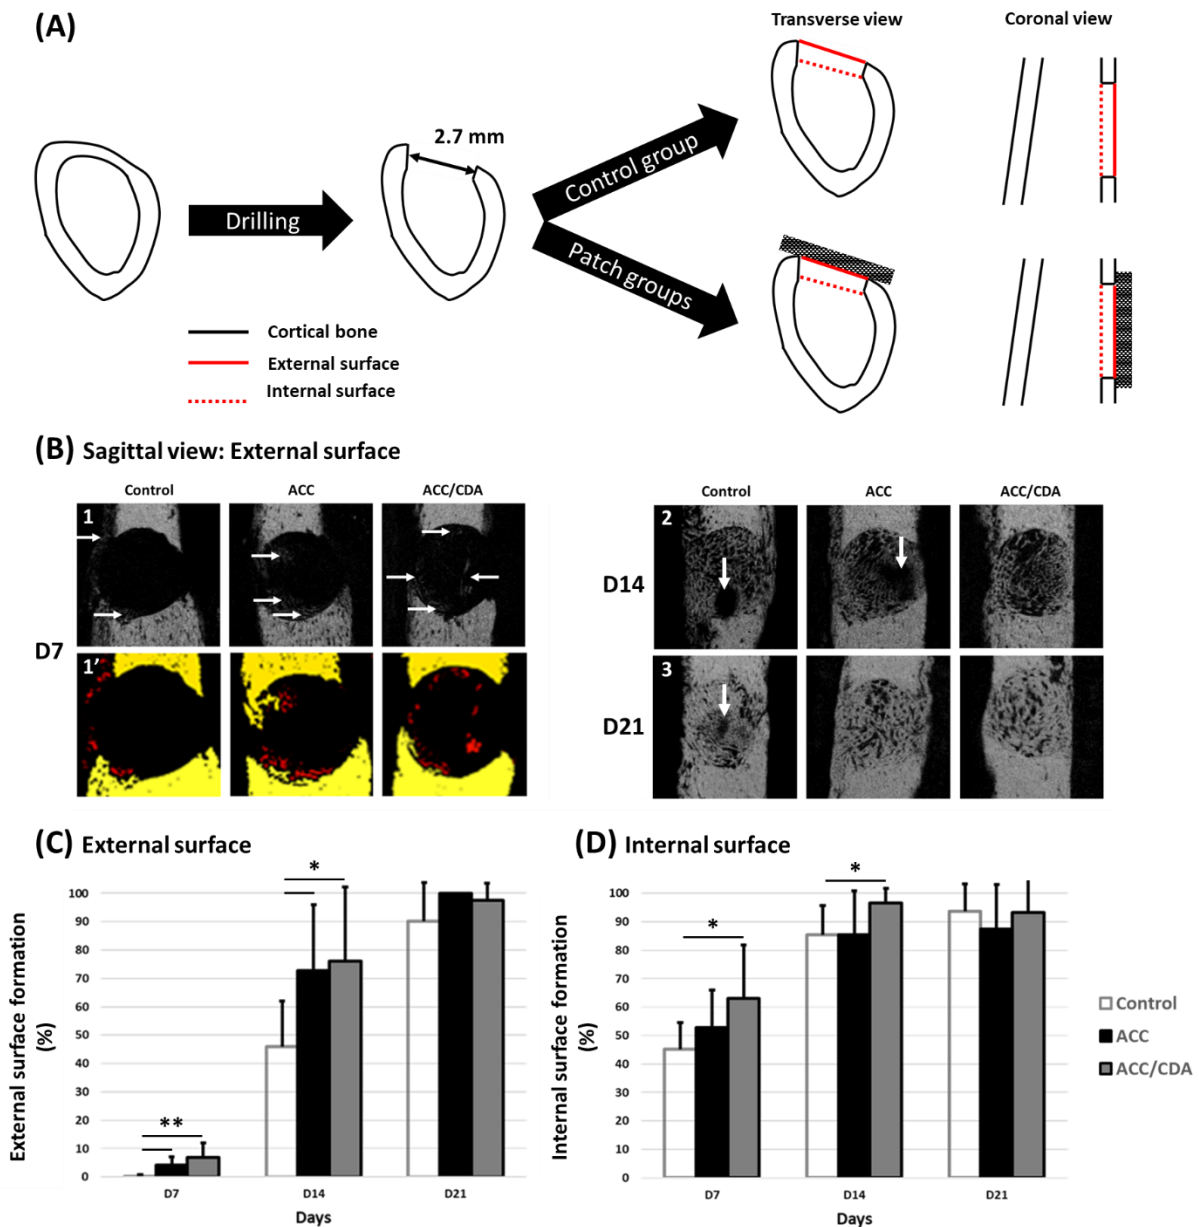 (A)
Transverse view
Coronal view
2.7 mm
Drilling
Control group
Patch groups
Cortical bone
External surface
Internal surface
(B) Sagittal view: External surface
Control
ACC
ACC/CDA
1
D7
1'
Control
ACC
ACC/CDA
2
D14
3
D21
(C) External surface
External surface formation
(%)
100
90
80
70
60
50
40
30
20
10
0
**
*
D7
D14
D21
Days
(D) Internal surface
Internal surface formation
(%)
100
90
80
70
60
50
40
30
20
10
0
*
*
D7
D14
D21
Days
Control
ACC
ACC/CDA